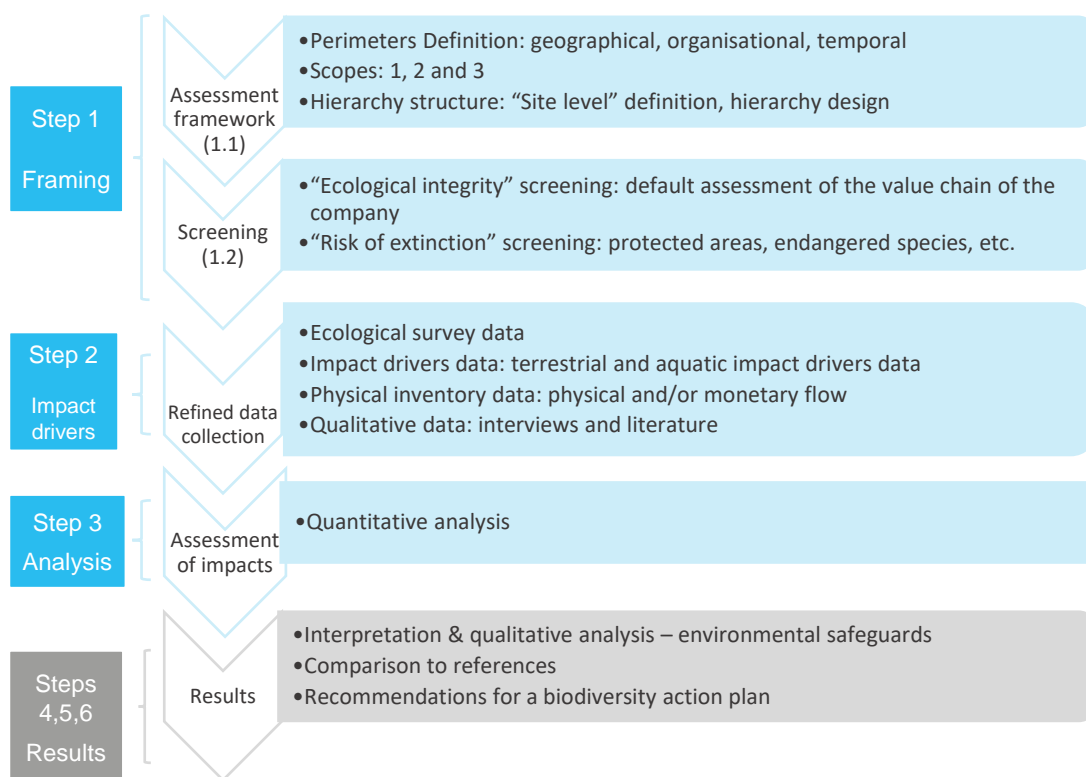 Step 1
Framing
Assessment
framework
(1.1)
•Perimeters Definition: geographical, organisational, temporal
•Scopes: 1, 2 and 3
•Hierarchy structure: “Site level” definition, hierarchy design
Screening
(1.2)
•“Ecological integrity” screening: default assessment of the value chain of the
company
•“Risk of extinction” screening: protected areas, endangered species, etc.
Step 2
Impact
drivers
Refined data
collection
•Ecological survey data
•Impact drivers data: terrestrial and aquatic impact drivers data
•Physical inventory data: physical and/or monetary flow
•Qualitative data: interviews and literature
Step 3
Analysis
Assessment
of impacts
•Quantitative analysis
Steps
4,5,6
Results
Results
•Interpretation & qualitative analysis – environmental safeguards
•Comparison to references
•Recommendations for a biodiversity action plan